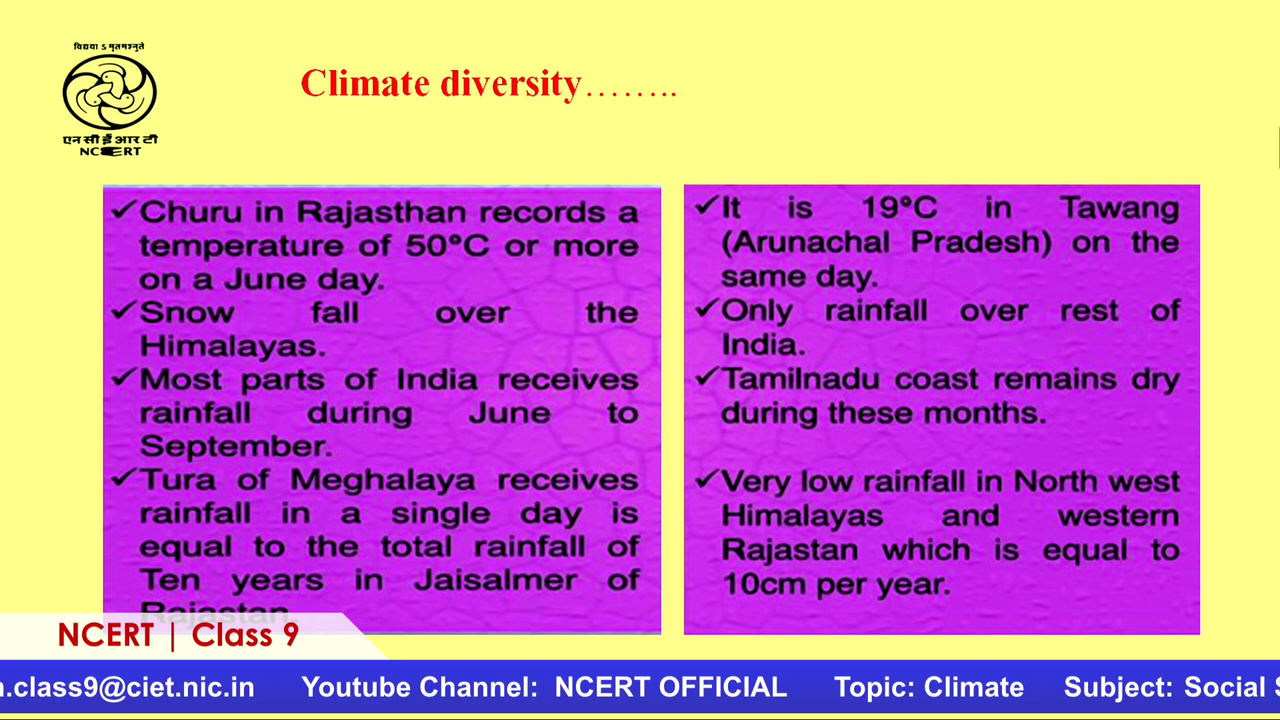 विद्यया ऽ मृतमश्नुते
एन सी ई आर टी
NCERT
Climate diversity........
✓Churu in Rajasthan records a
temperature of 50°C or more
on a June day.
✓Snow fall over the
Himalayas.
✓Most parts of India receives
rainfall during June to
September.
✓Tura of Meghalaya receives
rainfall in a single day is
equal to the total rainfall of
Ten years in Jaisalmer of
Rajastan.
✓It is 19°C in Tawang
(Arunachal Pradesh) on the
same day.
✓Only rainfall over rest of
India.
✓Tamilnadu coast remains dry
during these months.
✓Very low rainfall in North west
Himalayas and western
Rajastan which is equal to
10cm per year.
NCERT | Class 9
.class9@ciet.nic.in Youtube Channel: NCERT OFFICIAL Topic: Climate Subject: Social